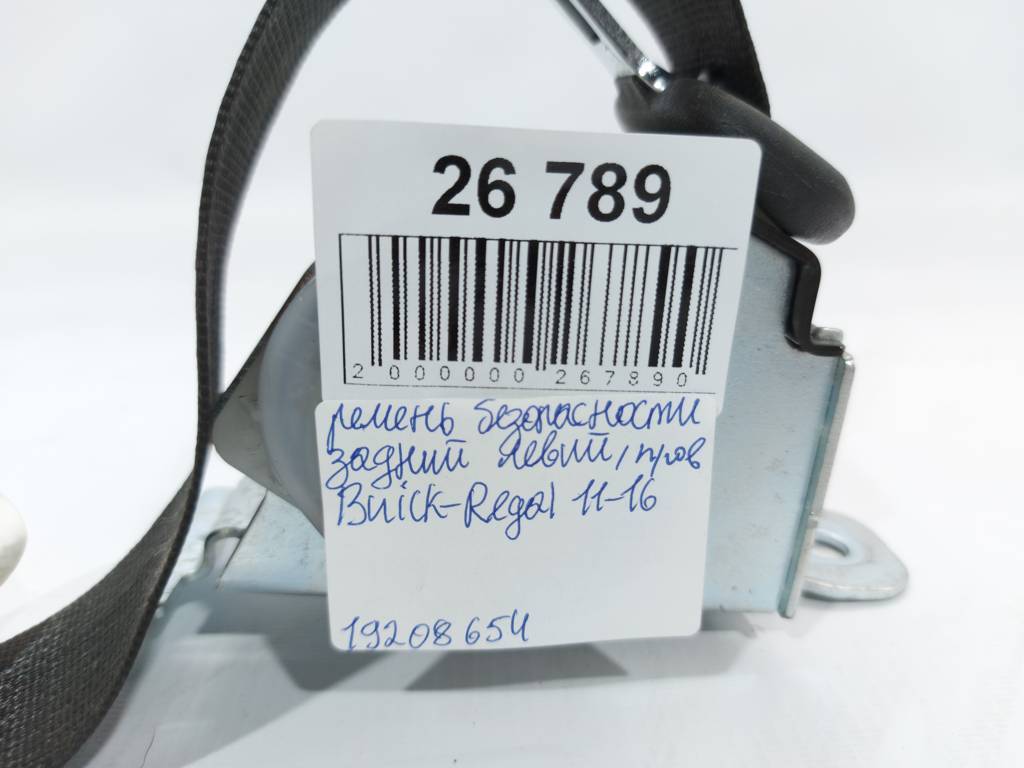 26 789
2 000000 267890
ремень безопасности
задний левый, прав
Buick-Regal 11-16
19208654